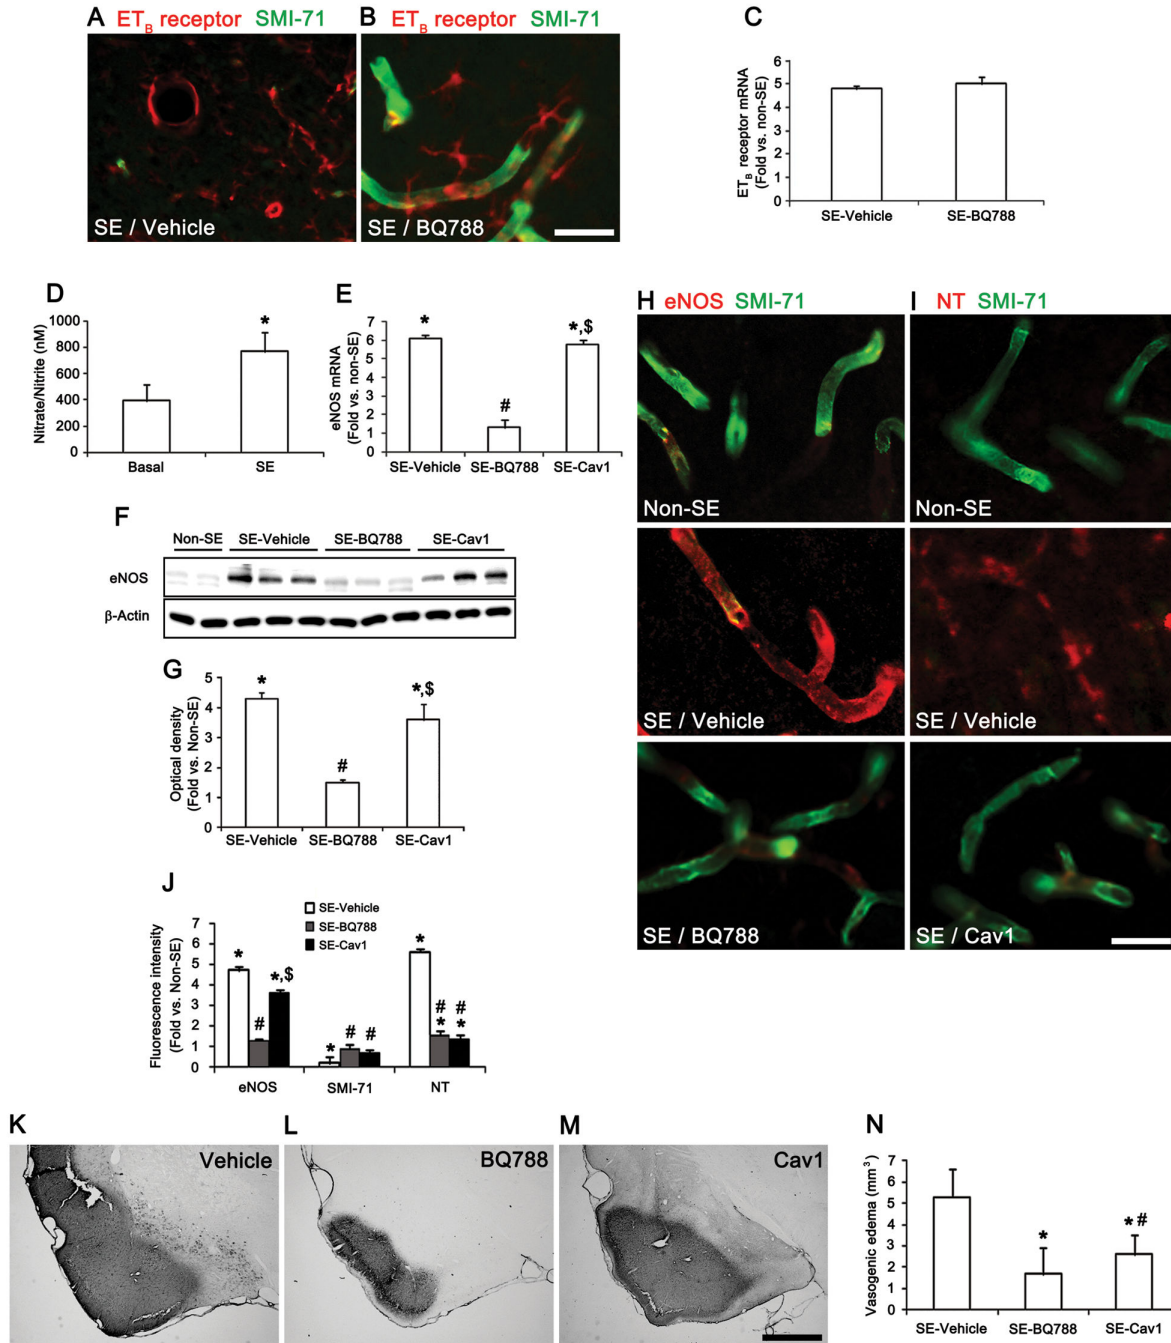 A ET_B receptor SMI-71
SE / Vehicle
B ET_B receptor SMI-71
SE / BQ788
C
ET_B receptor mRNA
(Fold vs. non-SE)
6
5
4
3
2
1
0
SE-Vehicle SE-BQ788
D
Nitrate/Nitrite (nM)
1000
800
600
400
200
0
*
Basal SE
E
eNOS mRNA
(Fold vs. non-SE)
7
6
5
4
3
2
1
0
* # *,$
SE-Vehicle SE-BQ788 SE-Cav1
F
Non-SE SE-Vehicle SE-BQ788 SE-Cav1
eNOS
β-Actin
G
Optical density
(Fold vs. Non-SE)
5
4
3
2
1
0
* # *,$
SE-Vehicle SE-BQ788 SE-Cav1
H eNOS SMI-71
Non-SE
SE / Vehicle
SE / BQ788
I NT SMI-71
Non-SE
SE / Vehicle
SE / Cav1
J
SE-Vehicle
SE-BQ788
SE-Cav1
Fluorescence intensity
(Fold vs. Non-SE)
7
6
5
4
3
2
1
0
* # *,$
* # #
* # * # *
eNOS SMI-71 NT
K
Vehicle
L
BQ788
M
Cav1
N
Vasogenic edema (mm³)
7
6
5
4
3
2
1
0
* * #
SE-Vehicle SE-BQ788 SE-Cav1